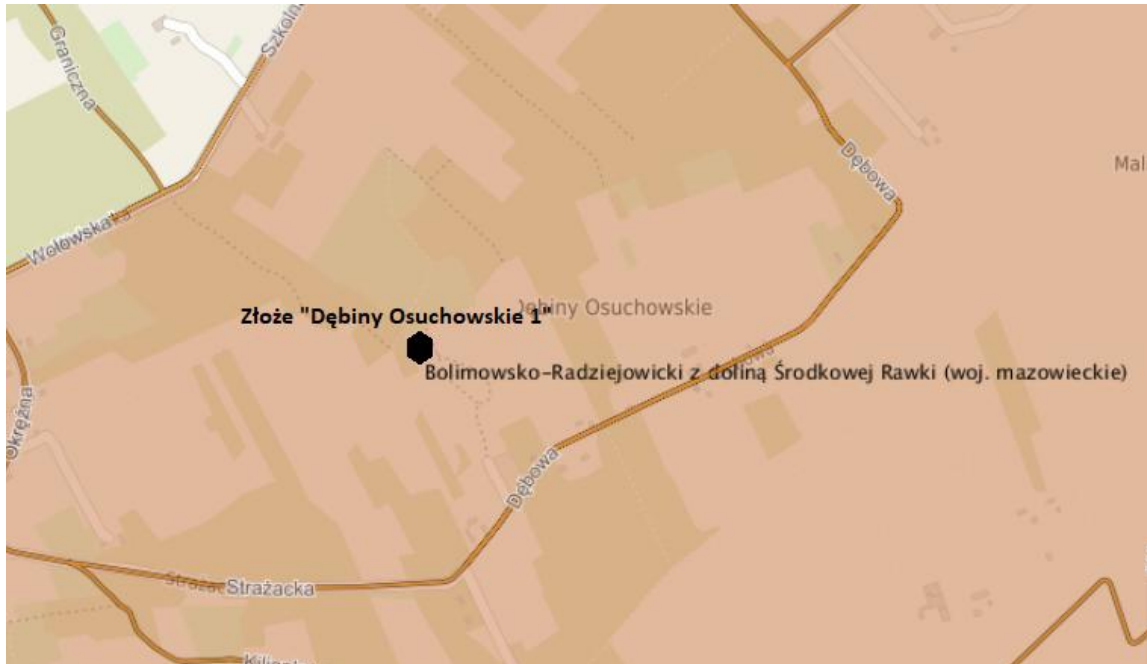 Graniczna
Szkolna
Dębowa
Mal
Wołowska
Dębiny Osuchowskie
Złoże "Dębiny Osuchowskie 1"
Bolimowsko-Radziejowicki z doliną Środkowej Rawki (woj. mazowieckie)
Okrężna
Dębowa
Strażacka